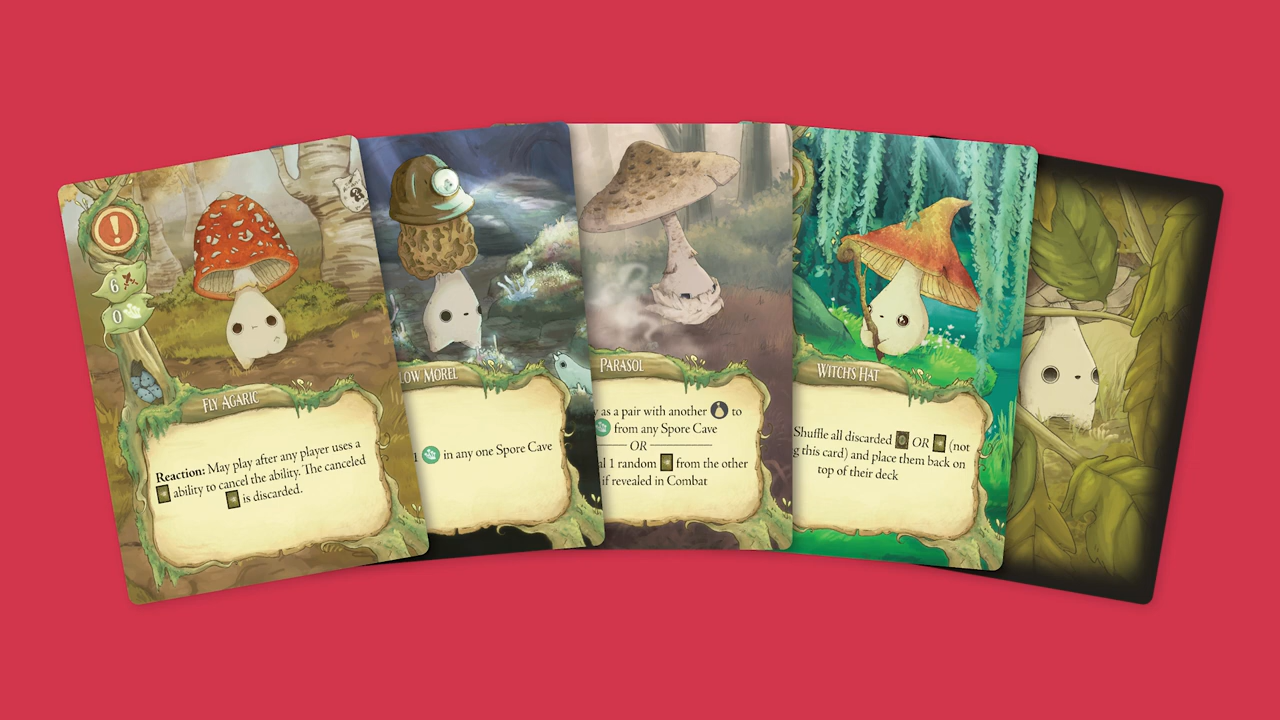 !
6
0
FLY AGARIC
Reaction: May play after any player uses a
ability to cancel the ability. The canceled
is discarded.
LOW MOREL
1 in any one Spore Cave
PARASOL
y as a pair with another to
from any Spore Cave
OR
al 1 random from the other
if revealed in Combat
WITCH'S HAT
Shuffle all discarded OR (not
g this card) and place them back on
top of their deck